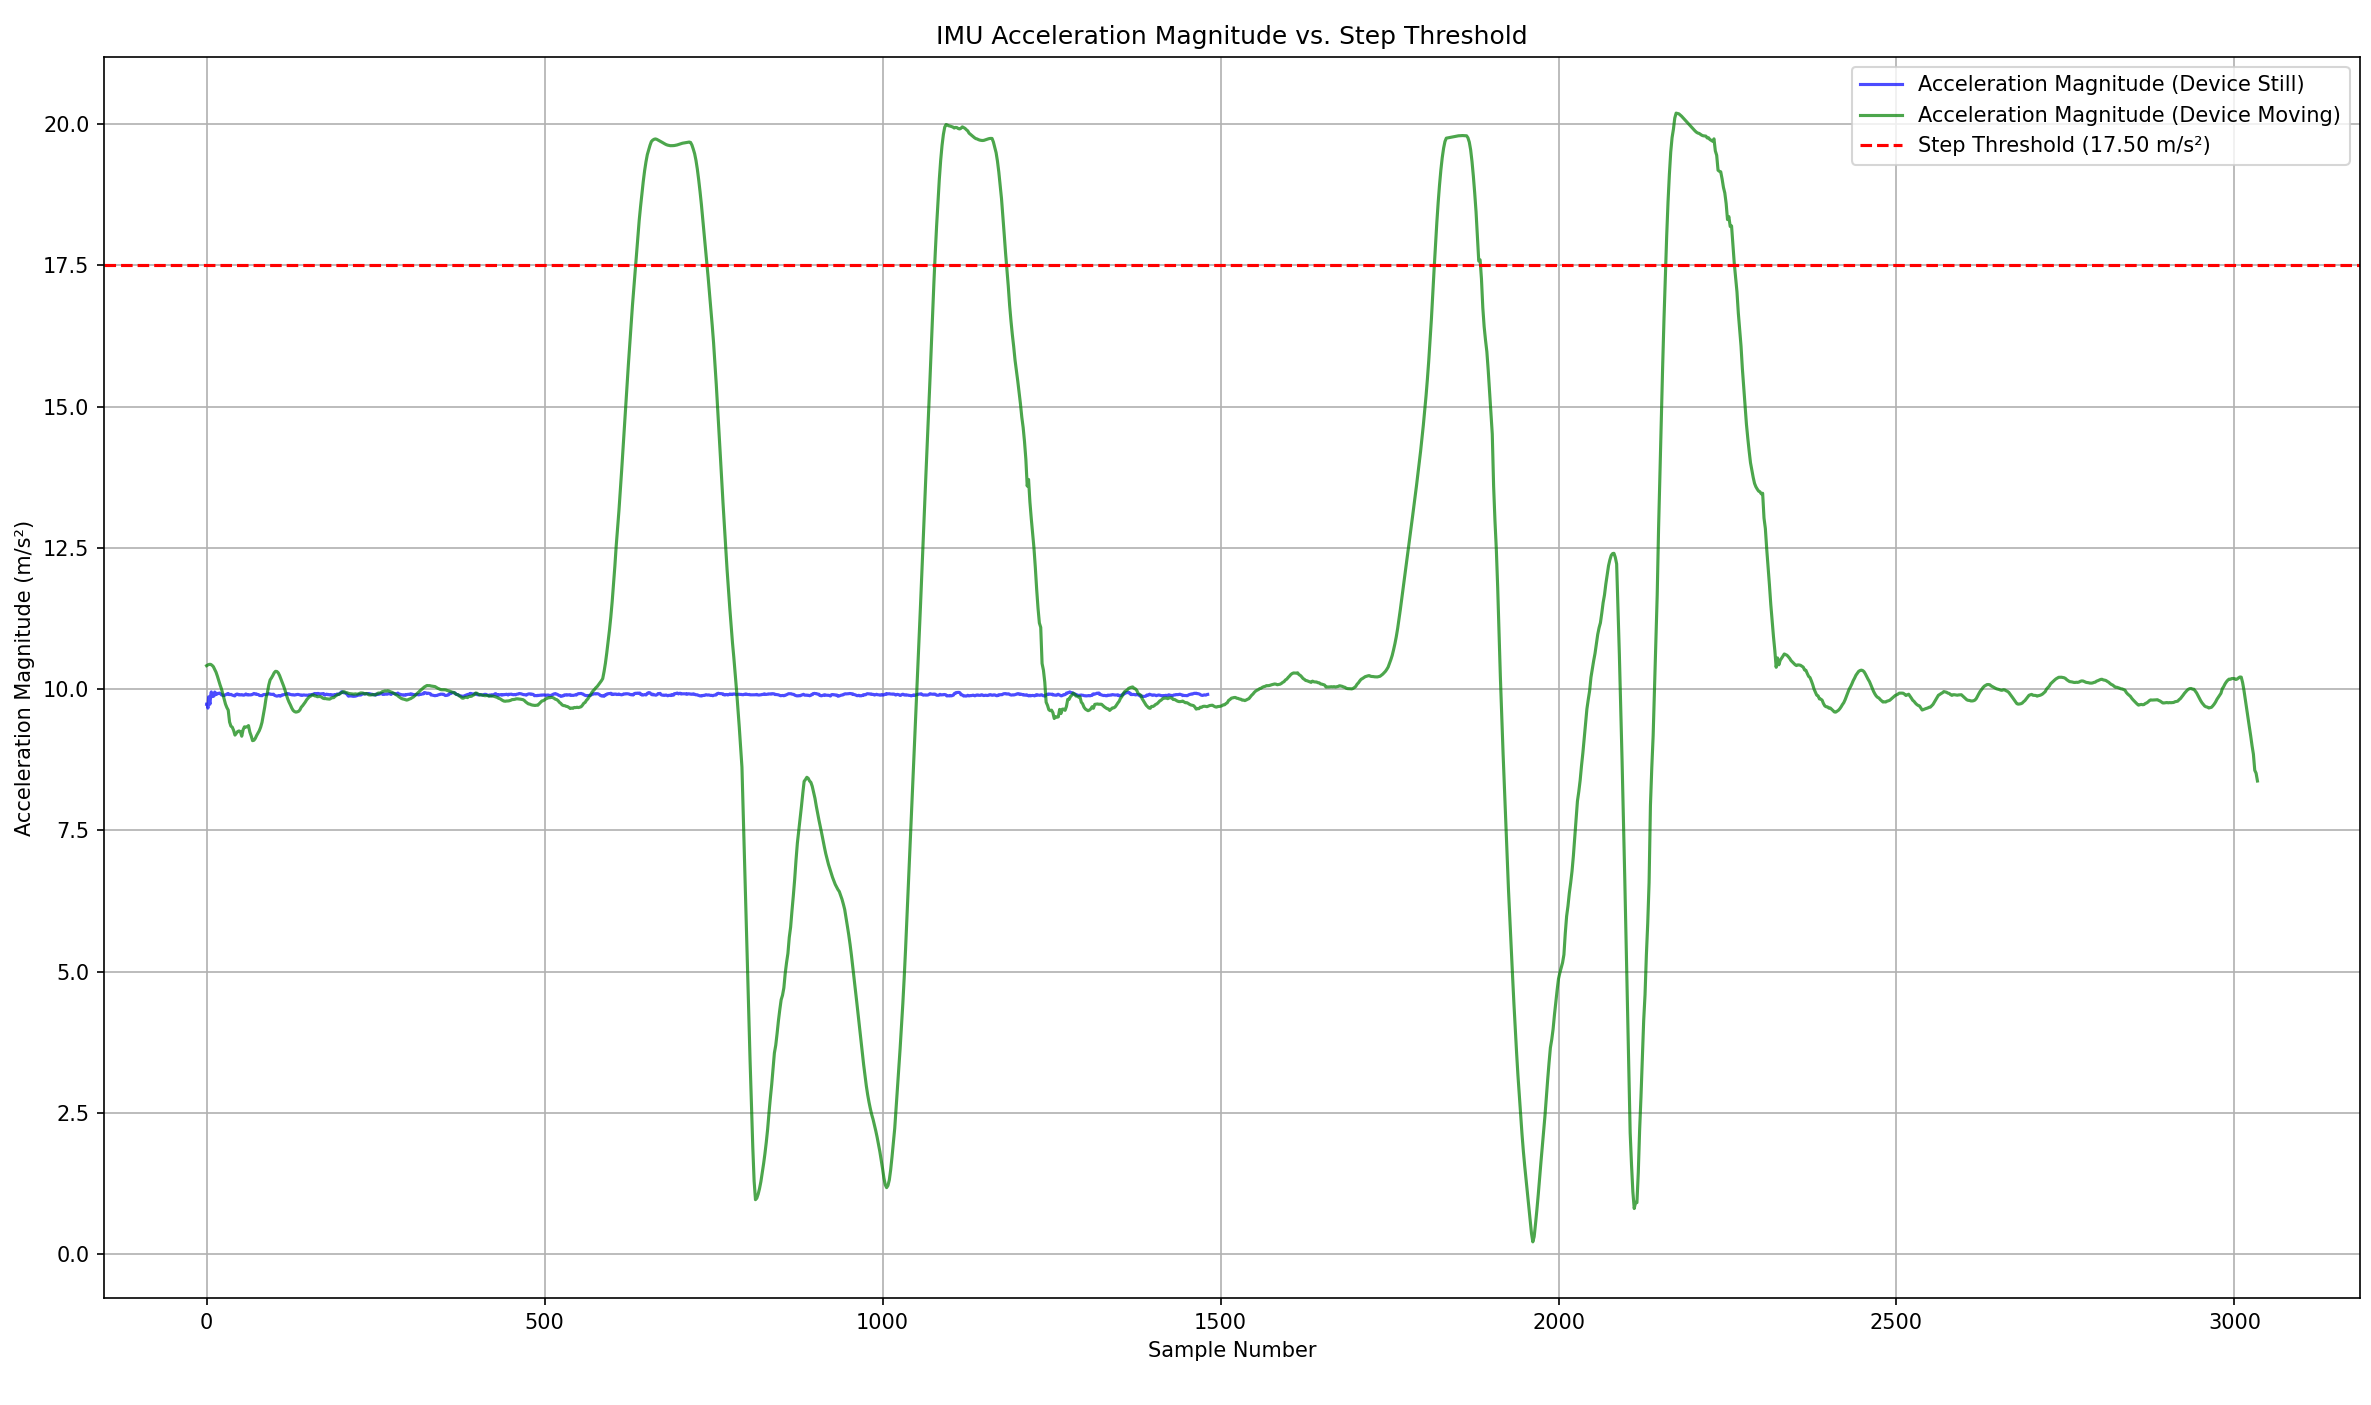 IMU Acceleration Magnitude vs. Step Threshold
Acceleration Magnitude (Device Still)
Acceleration Magnitude (Device Moving)
Step Threshold (17.50 m/s²)
Acceleration Magnitude (m/s²)
20.0
17.5
15.0
12.5
10.0
7.5
5.0
2.5
0.0
0 500 1000 1500 2000 2500 3000
Sample Number